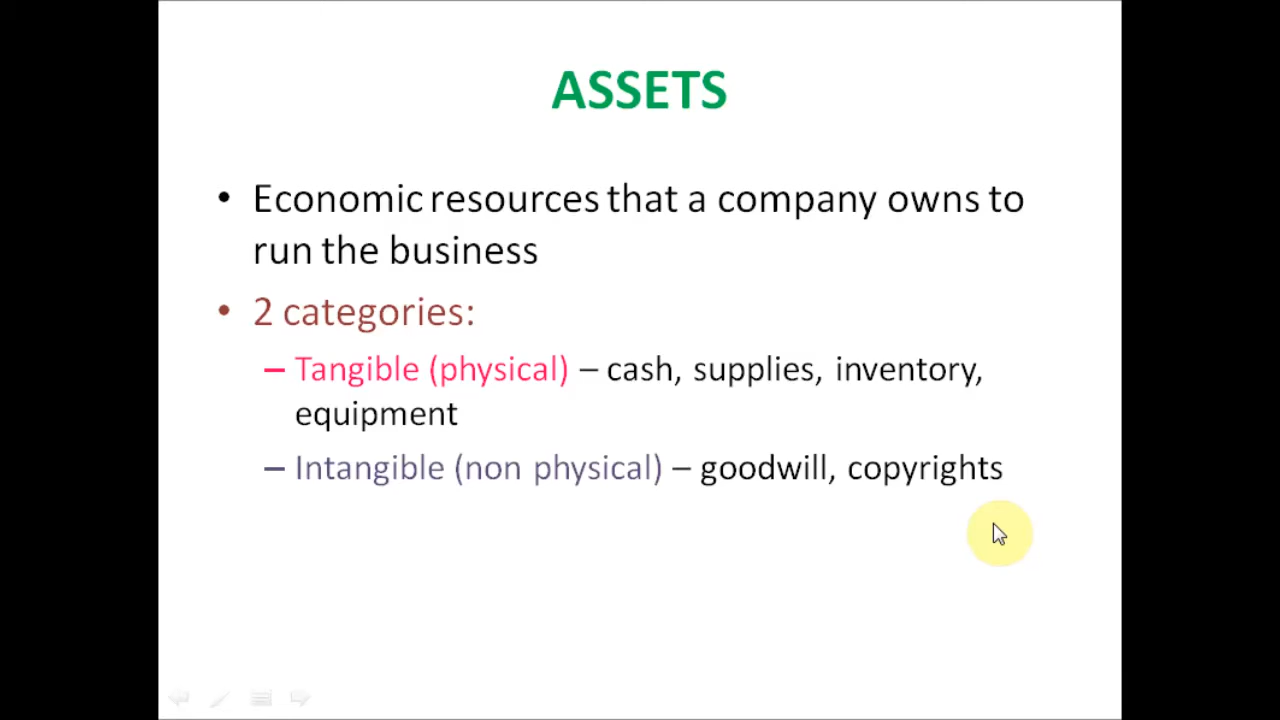 ASSETS
• Economic resources that a company owns to
run the business
• 2 categories:
– Tangible (physical) – cash, supplies, inventory,
equipment
– Intangible (non physical) – goodwill, copyrights